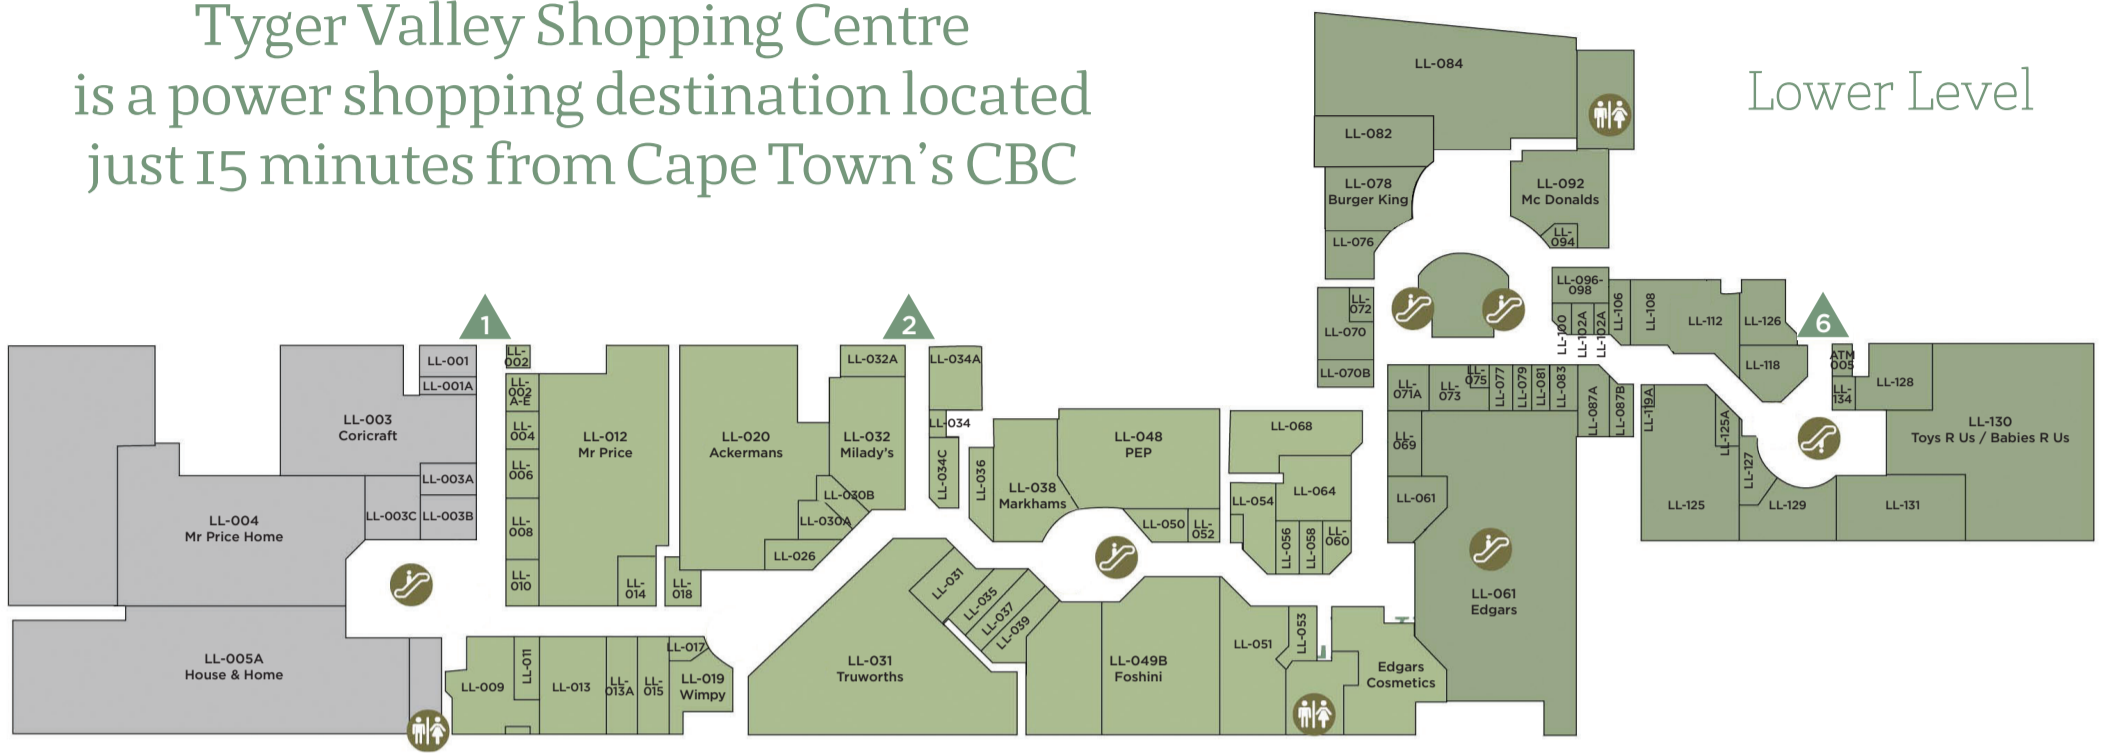 Tyger Valley Shopping Centre
is a power shopping destination located
just 15 minutes from Cape Town's CBC
Lower Level
LL-084
LL-082
LL-078
Burger King
LL-092
Mc Donalds
LL-
094
LL-076
LL-
072
LL-070
LL-070B
LL-096-
098
LL-100
LL-102A
LL-102A
LL-106
LL-108
LL-112
LL-126
LL-118
6
ATM
005
LL-
134
LL-128
LL-130
Toys R Us / Babies R Us
1
2
LL-001
LL-001A
LL-003
Coricraft
LL-003A
LL-003B
LL-003C
LL-004
Mr Price Home
LL-005A
House & Home
LL-
002
LL-
002
A-E
LL-
004
LL-
006
LL-
008
LL-
010
LL-012
Mr Price
LL-
014
LL-
018
LL-020
Ackermans
LL-032A
LL-032
Milady's
LL-030B
LL-030A
LL-026
LL-034A
LL-034
LL-034C
LL-036
LL-038
Markhams
LL-048
PEP
LL-050
LL-
052
LL-068
LL-064
LL-054
LL-056
LL-058
LL-
060
LL-
071A
LL-
073
LL-
075
LL-077
LL-079
LL-081
LL-083
LL-087A
LL-087B
LL-
069
LL-061
LL-061
Edgars
LL-119A
LL-125A
LL-127
LL-125
LL-129
LL-131
LL-009
LL-011
LL-013
LL-
013A
LL-
015
LL-017
LL-019
Wimpy
LL-031
Truworths
LL-031
LL-035
LL-037
LL-039
LL-049B
Foshini
LL-051
LL-053
Edgars
Cosmetics